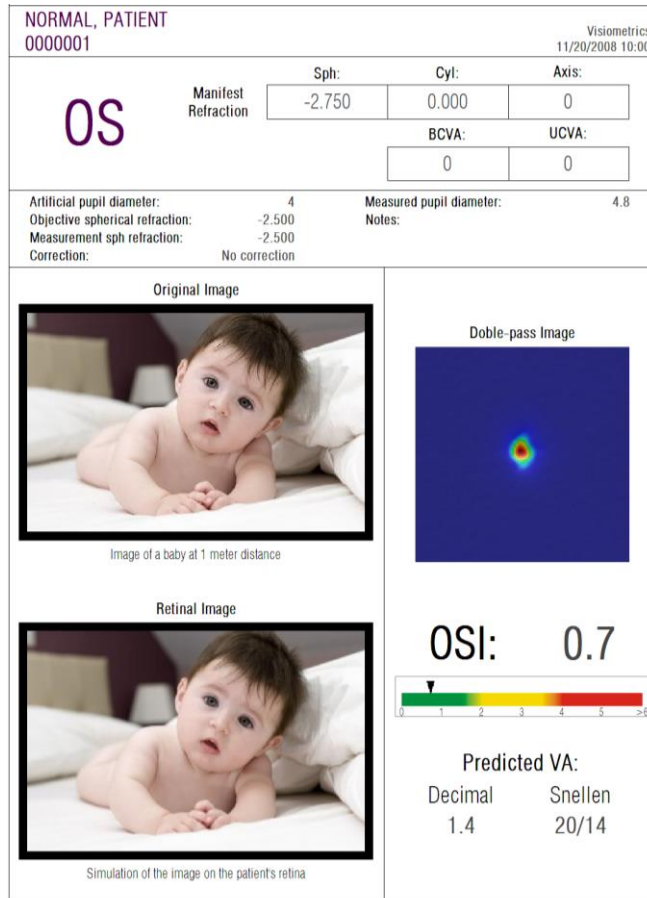 NORMAL, PATIENT
0000001
Visiometrics
11/20/2008 10:00
OS
Manifest Refraction
Sph: Cyl: Axis:
-2.750 0.000 0
BCVA: UCVA:
0 0
Artificial pupil diameter: 4
Objective spherical refraction: -2.500
Measurement sph refraction: -2.500
Correction: No correction
Measured pupil diameter: 4.8
Notes:
Original Image
Image of a baby at 1 meter distance
Retinal Image
Simulation of the image on the patient's retina
Doble-pass Image
OSI: 0.7
0 1 2 3 4 5 >6
Predicted VA:
Decimal Snellen
1.4 20/14